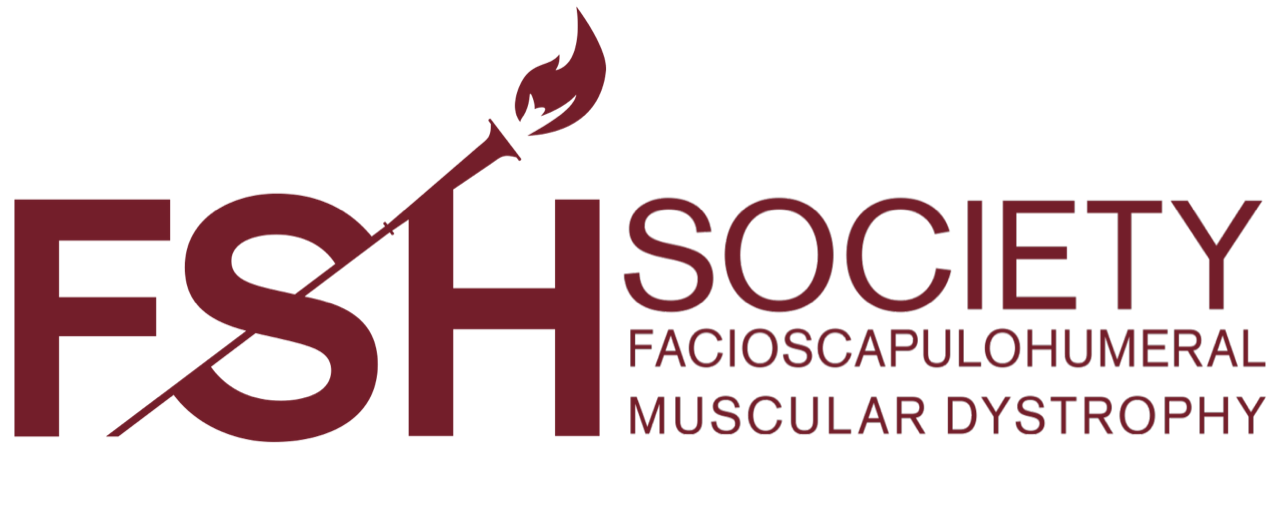 FSH SOCIETY
FACIOSCAPULOHUMERAL
MUSCULAR DYSTROPHY